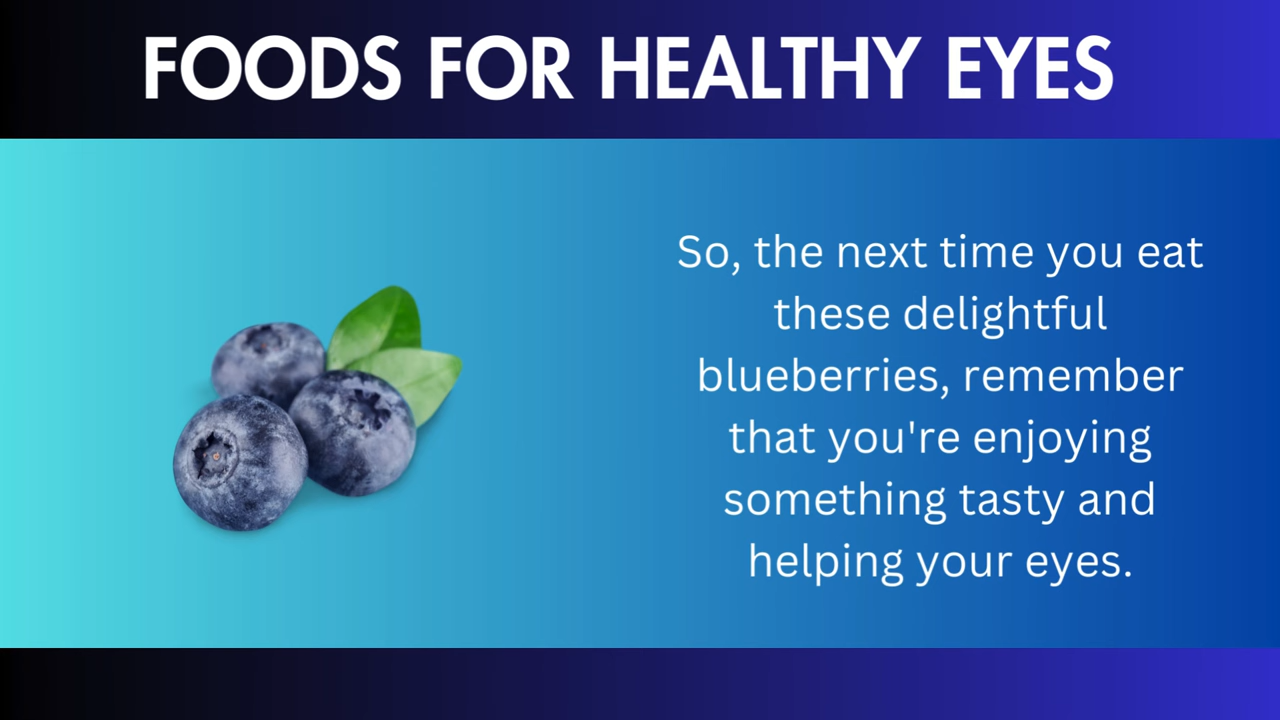 FOODS FOR HEALTHY EYES
So, the next time you eat
these delightful
blueberries, remember
that you're enjoying
something tasty and
helping your eyes.